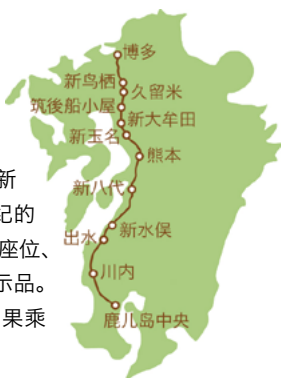 博多
新鸟栖
久留米
筑後船小屋
新大牟田
新玉名
熊本
新
新八代
纪的
新水俣
出水
座位、
川内
示品。
果乘
鹿儿岛中央